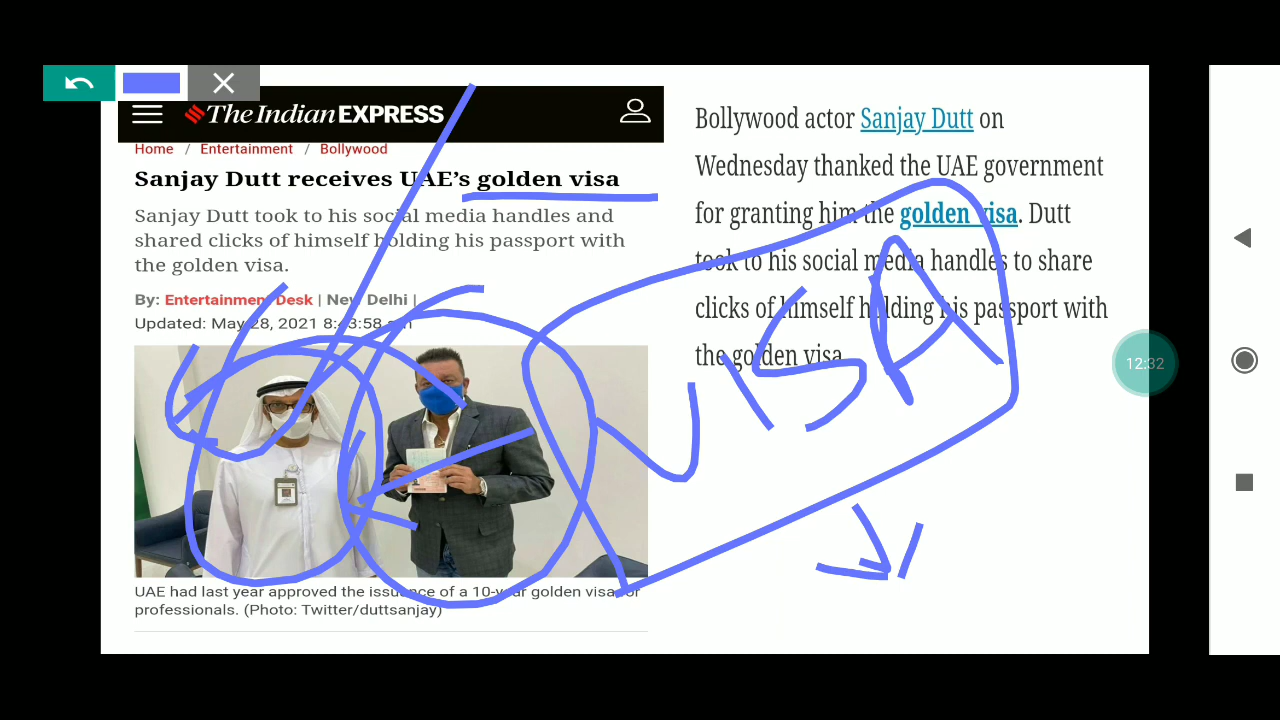 The Indian EXPRESS
Home / Entertainment / Bollywood
Sanjay Dutt receives UAE's golden visa
Sanjay Dutt took to his social media handles and
shared clicks of himself holding his passport with
the golden visa.
By: Entertainment Desk | New Delhi |
Updated: May 28, 2021 8:43:58 am
UAE had last year approved the issuance of a 10-year golden visa for
professionals. (Photo: Twitter/duttsanjay)
Bollywood actor Sanjay Dutt on
Wednesday thanked the UAE government
for granting him the golden visa. Dutt
took to his social media handles to share
clicks of himself holding his passport with
the golden visa.
VISA
12:32